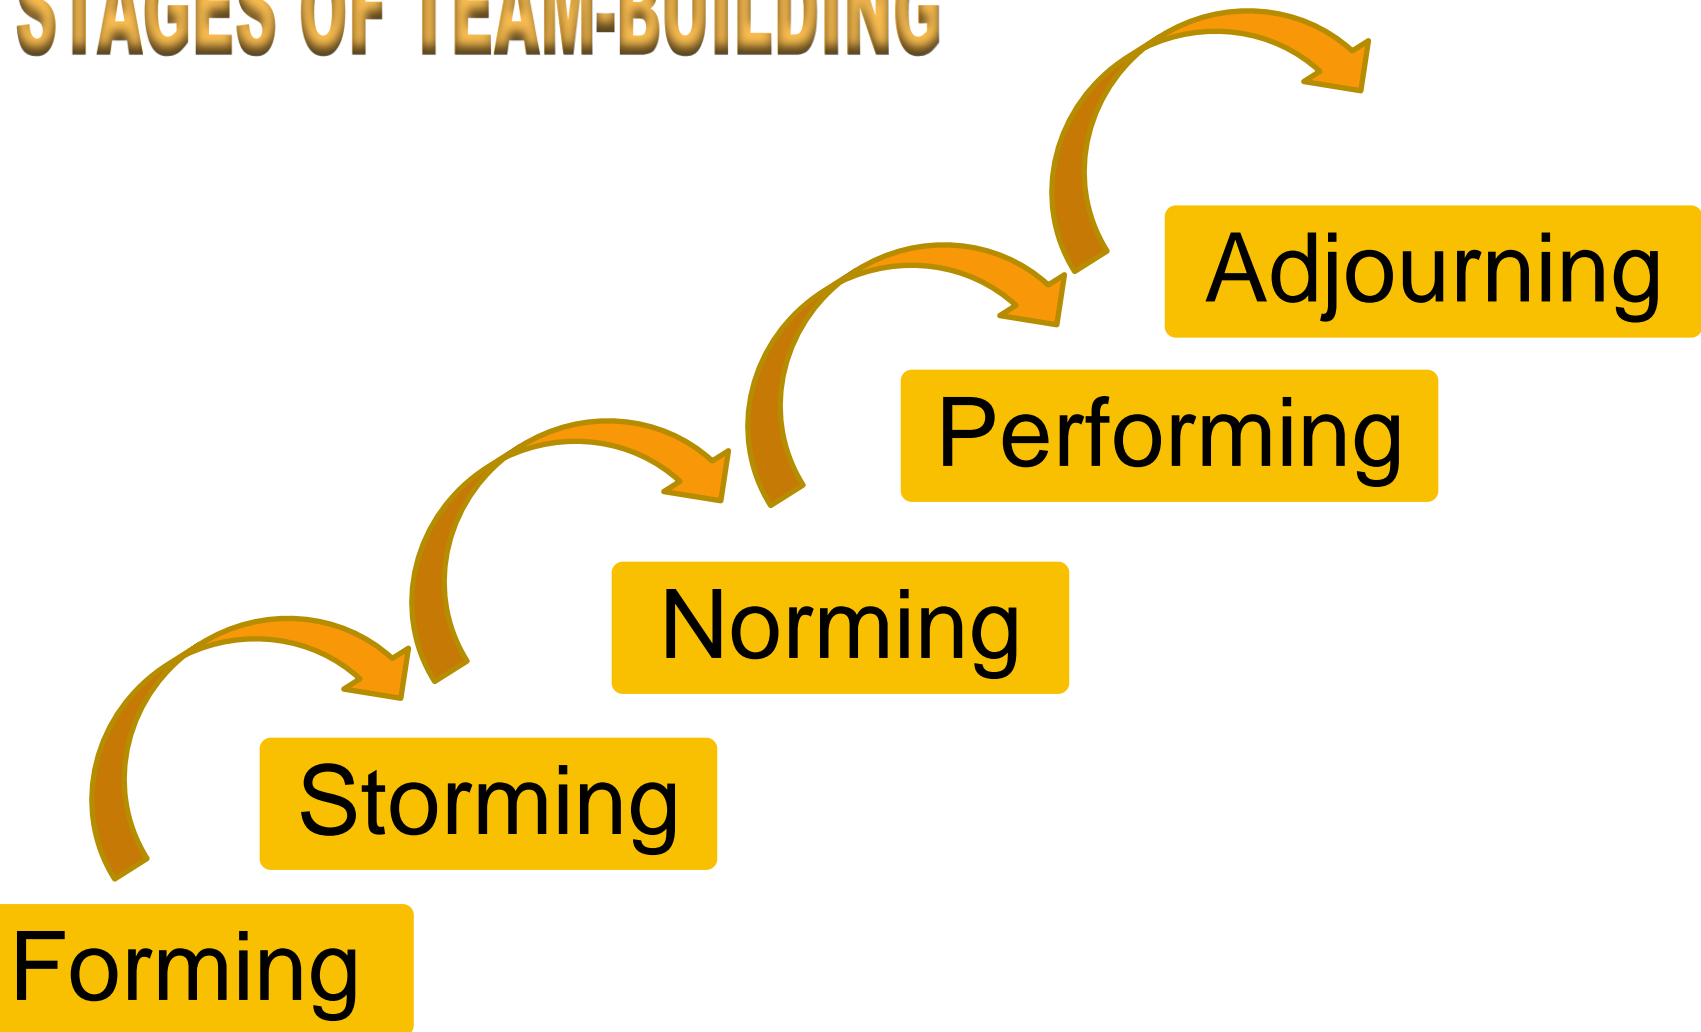 STAGES OF TEAM-BUILDING
Adjourning
Performing
Norming
Storming
Forming